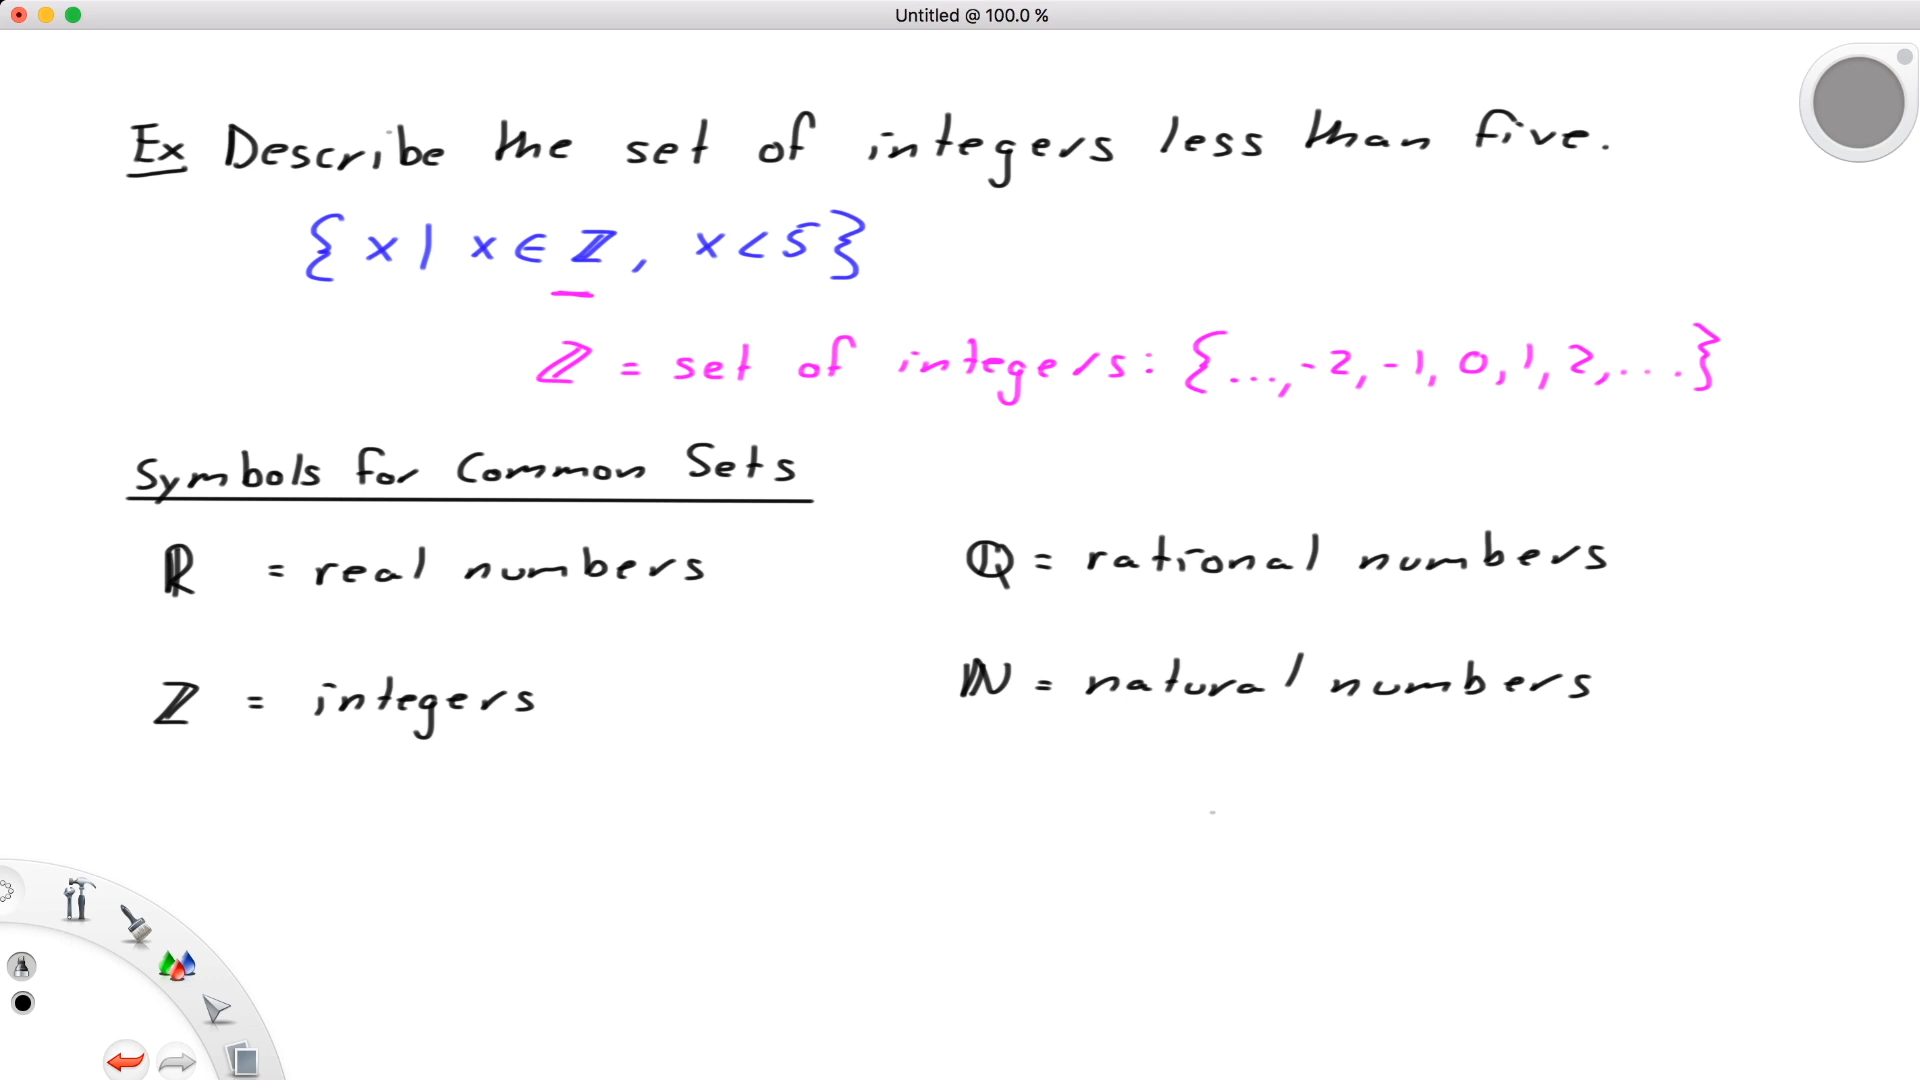 Untitled @ 100.0 %
Ex Describe the set of integers less than five.
{ x | x ∈ ℤ, x < 5 }
ℤ = set of integers: {..., -2, -1, 0, 1, 2, ...}
Symbols for Common Sets
ℝ = real numbers
ℚ = rational numbers
ℤ = integers
ℕ = natural numbers